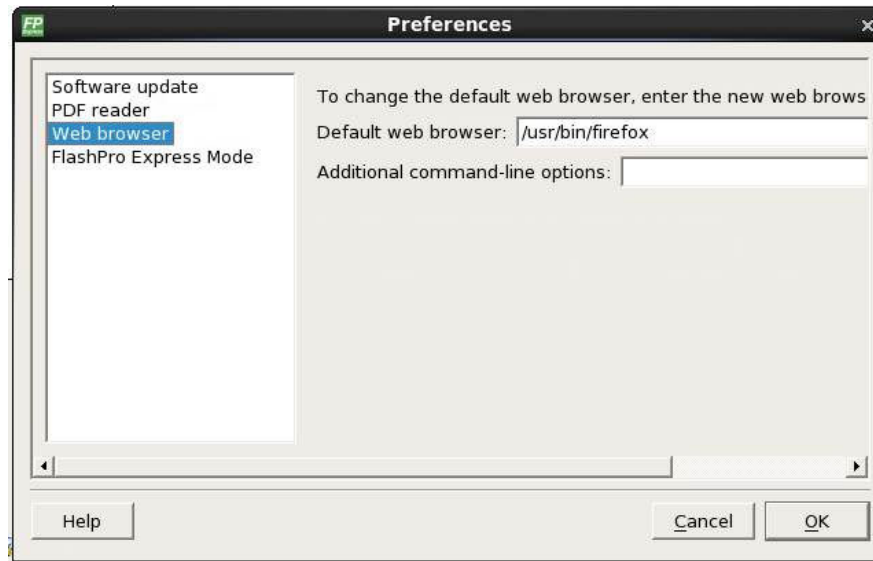 FP
Preferences
Software update
PDF reader
Web browser
FlashPro Express Mode
To change the default web browser, enter the new web brows
Default web browser: /usr/bin/firefox
Additional command-line options:
Help
Cancel
OK